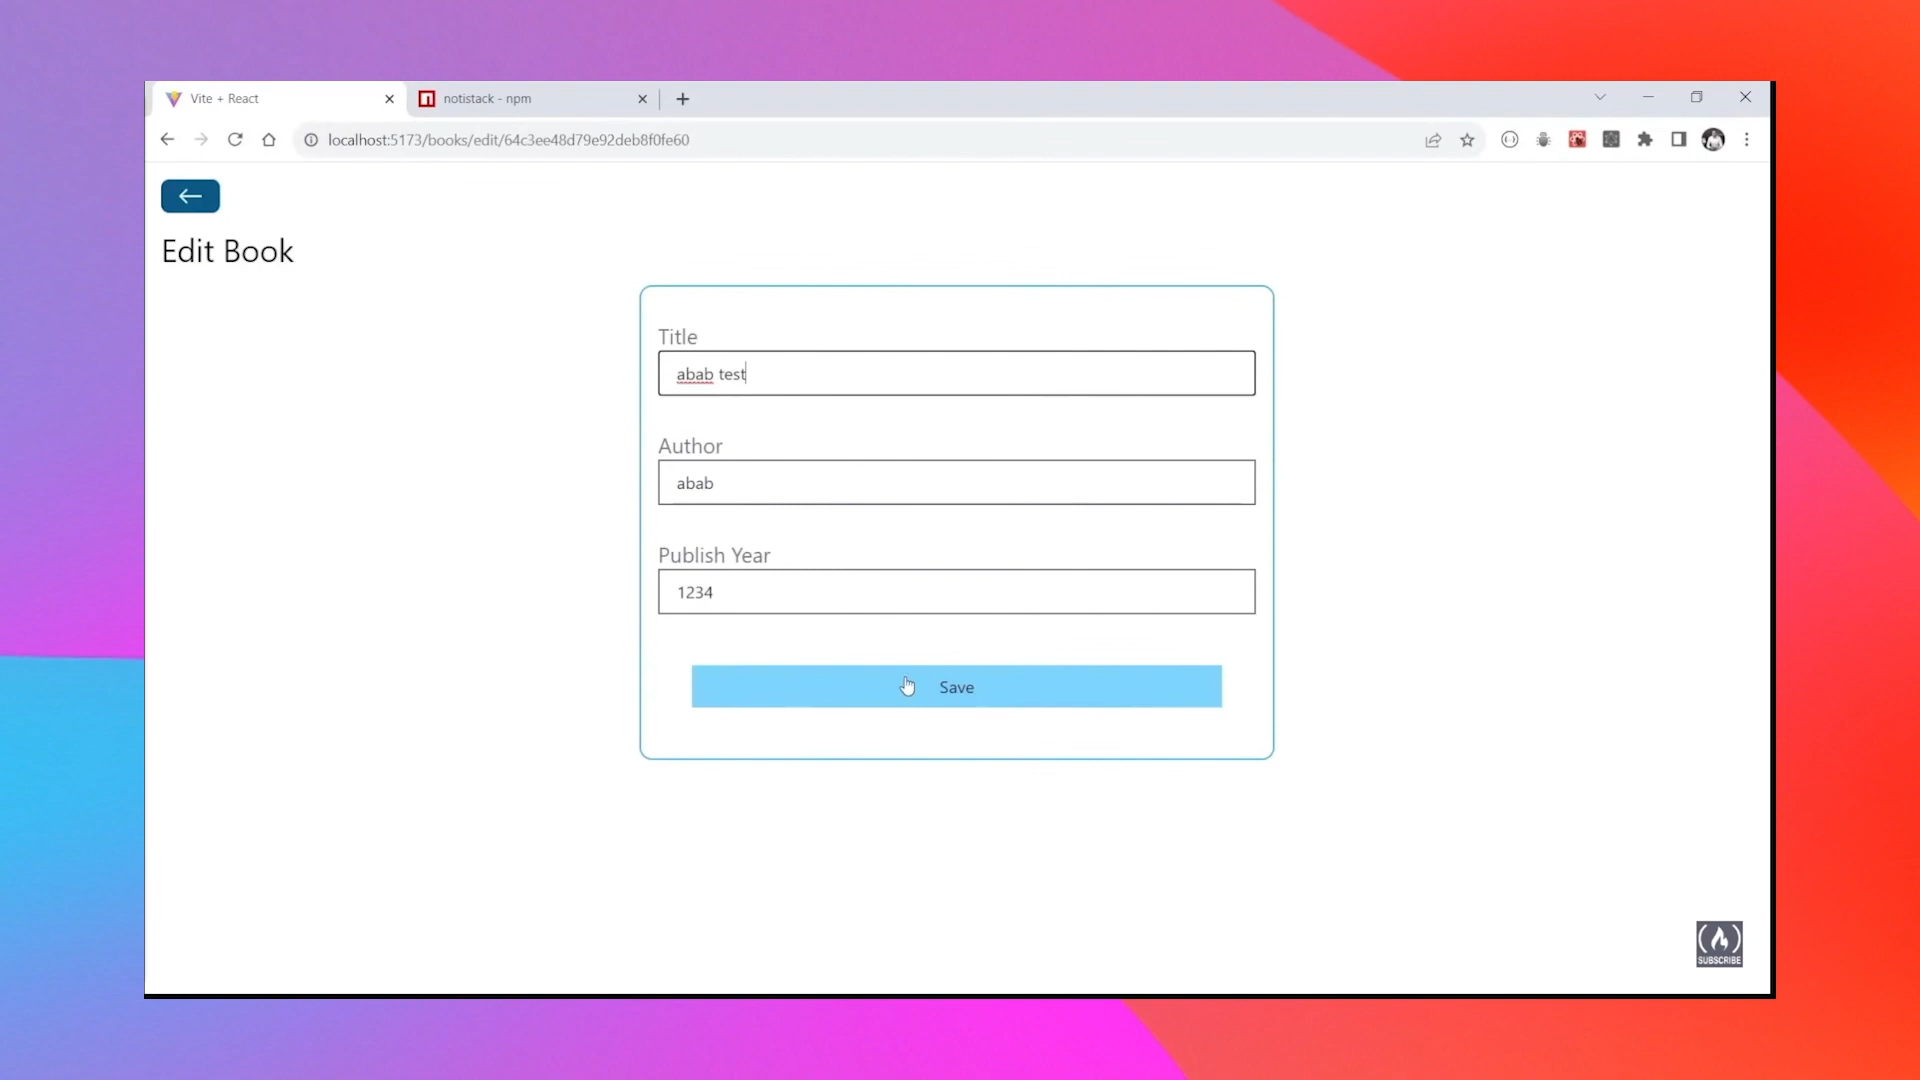 Vite + React
notistack - npm
localhost:5173/books/edit/64c3ee48d79e92deb8f0fe60
Edit Book
Title
abab test
Author
abab
Publish Year
1234
Save
SUBSCRIBE